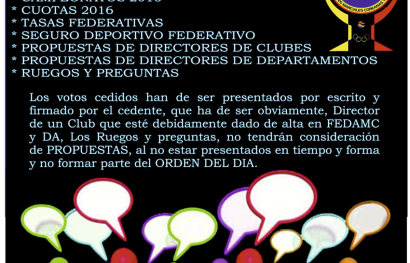 * CUOTAS 2016
* TASAS FEDERATIVAS
* SEGURO DEPORTIVO FEDERATIVO
* PROPUESTAS DE DIRECTORES DE CLUBES
* PROPUESTAS DE DIRECTORES DE DEPARTAMENTOS
* RUEGOS Y PREGUNTAS
Los votos cedidos han de ser presentados por escrito y
firmado por el cedente, que ha de ser obviamente, Director
de un Club que esté debidamente dado de alta en FEDAMC
y DA, Los Ruegos y preguntas, no tendrán consideración
de PROPUESTAS, al no estar presentados en tiempo y forma
y no formar parte del ORDEN DEL DIA.